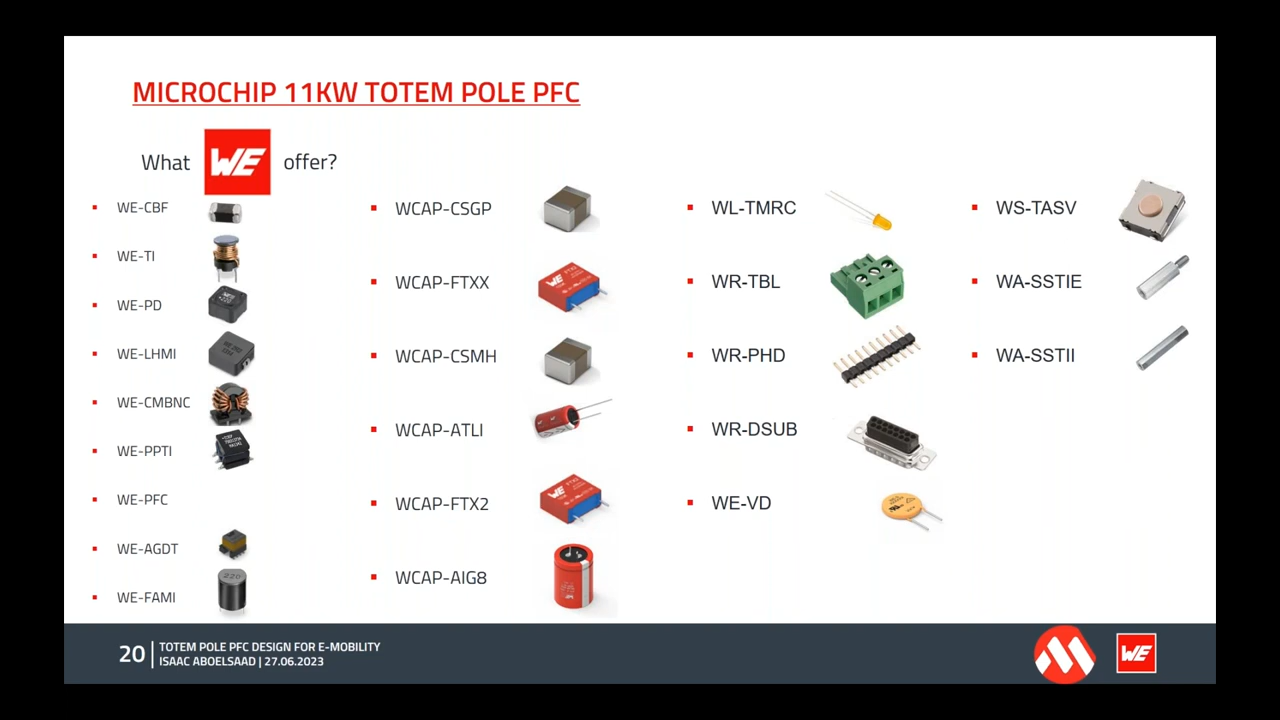 MICROCHIP 11KW TOTEM POLE PFC
What WE offer?
WE-CBF
WE-TI
WE-PD
WE-LHMI
WE-CMBNC
WE-PPTI
WE-PFC
WE-AGDT
WE-FAMI
WCAP-CSGP
WCAP-FTXX
WCAP-CSMH
WCAP-ATLI
WCAP-FTX2
WCAP-AIG8
WL-TMRC
WR-TBL
WR-PHD
WR-DSUB
WE-VD
WS-TASV
WA-SSTIE
WA-SSTII
220
20
TOTEM POLE PFC DESIGN FOR E-MOBILITY
ISAAC ABOELSAAD | 27.06.2023
WE